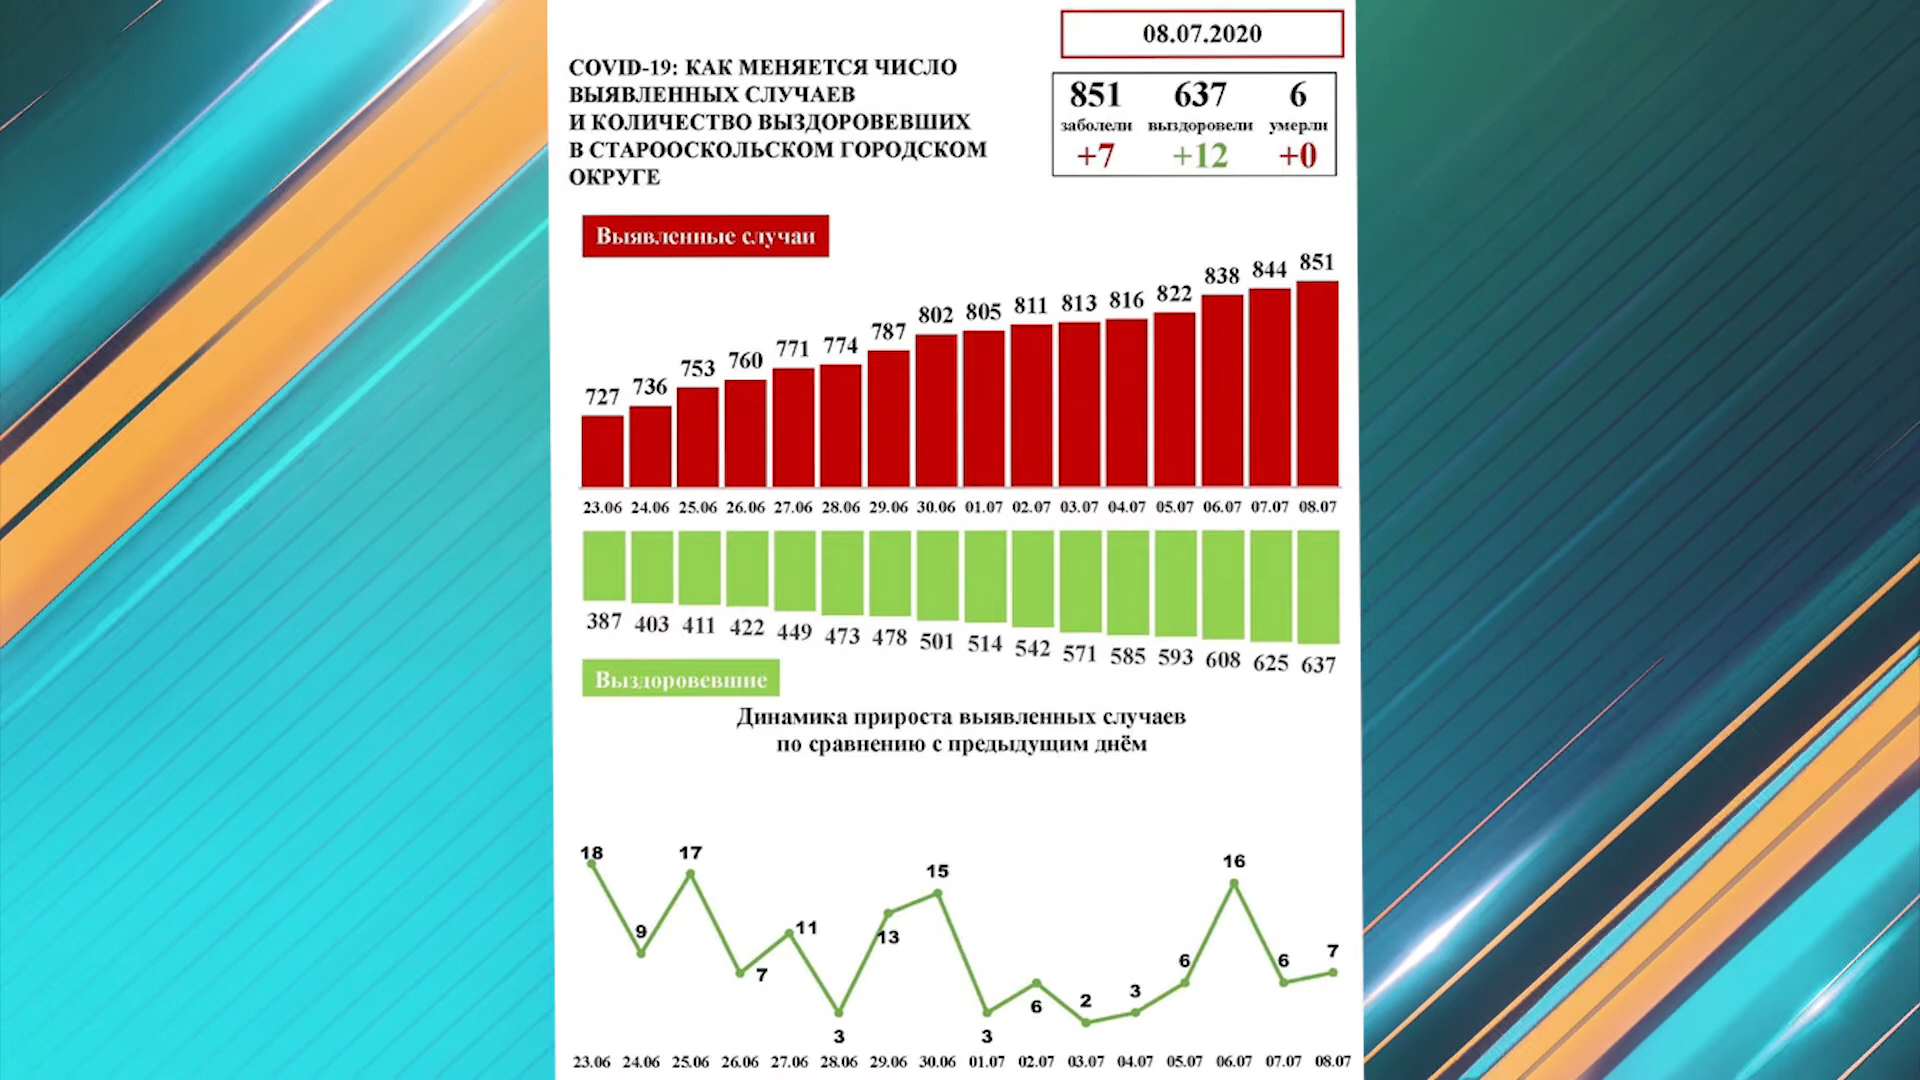 08.07.2020
COVID-19: КАК МЕНЯЕТСЯ ЧИСЛО
ВЫЯВЛЕННЫХ СЛУЧАЕВ
И КОЛИЧЕСТВО ВЫЗДОРОВЕВШИХ
В СТАРООСКОЛЬСКОМ ГОРОДСКОМ
ОКРУГЕ
851 637 6
заболели выздоровели умерли
+7 +12 +0
Выявленные случаи
727 736 753 760 771 774 787 802 805 811 813 816 822 838 844 851
23.06 24.06 25.06 26.06 27.06 28.06 29.06 30.06 01.07 02.07 03.07 04.07 05.07 06.07 07.07 08.07
387 403 411 422 449 473 478 501 514 542 571 585 593 608 625 637
Выздоровевшие
Динамика прироста выявленных случаев
по сравнению с предыдущим днём
18 9 17 7 11 3 13 15 3 6 2 3 6 16 6 7
23.06 24.06 25.06 26.06 27.06 28.06 29.06 30.06 01.07 02.07 03.07 04.07 05.07 06.07 07.07 08.07